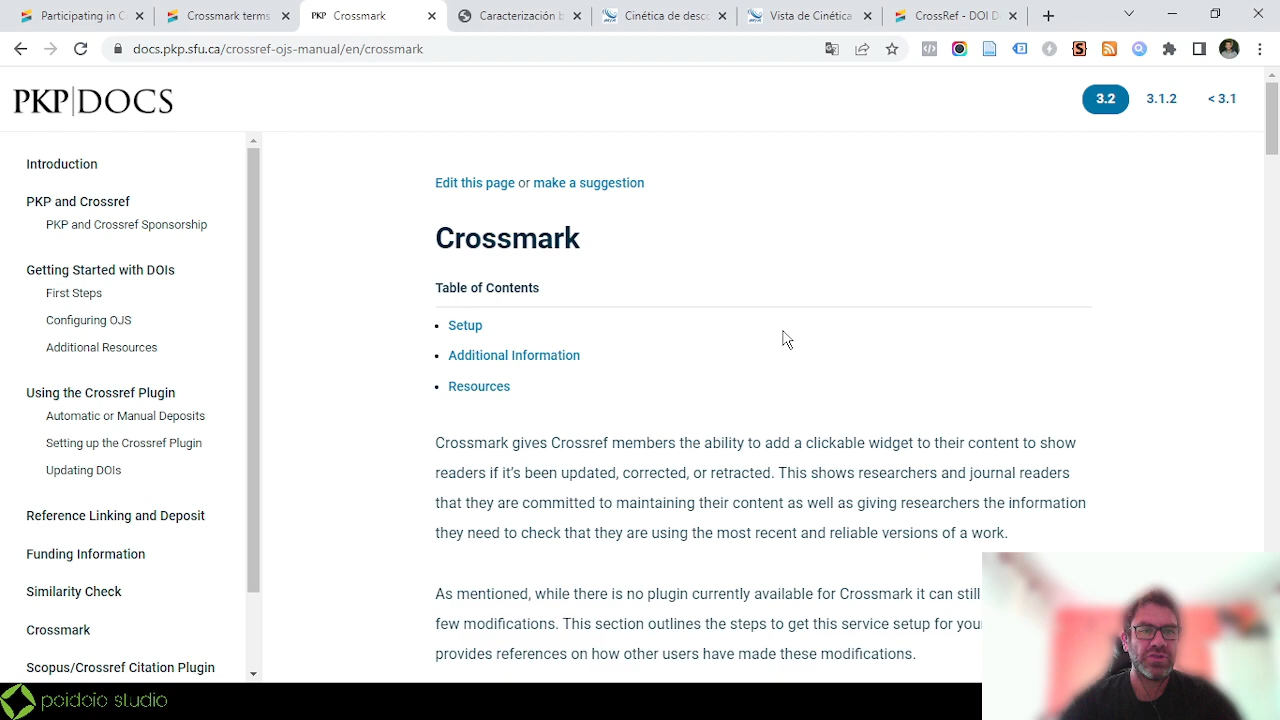 Participating in C
Crossmark terms
PKP Crossmark
Caracterización b
Cinética de desc
Vista de Cinética
CrossRef - DOI D
docs.pkp.sfu.ca/crossref-ojs-manual/en/crossmark
PKP|DOCS
3.2
3.1.2
< 3.1
Introduction
PKP and Crossref
PKP and Crossref Sponsorship
Getting Started with DOIs
First Steps
Configuring OJS
Additional Resources
Using the Crossref Plugin
Automatic or Manual Deposits
Setting up the Crossref Plugin
Updating DOIs
Reference Linking and Deposit
Funding Information
Similarity Check
Crossmark
Scopus/Crossref Citation Plugin
Edit this page or make a suggestion
Crossmark
Table of Contents
Setup
Additional Information
Resources
Crossmark gives Crossref members the ability to add a clickable widget to their content to show
readers if it's been updated, corrected, or retracted. This shows researchers and journal readers
that they are committed to maintaining their content as well as giving researchers the information
they need to check that they are using the most recent and reliable versions of a work.
As mentioned, while there is no plugin currently available for Crossmark it can still
few modifications. This section outlines the steps to get this service setup for your
provides references on how other users have made these modifications.
poidoio studio